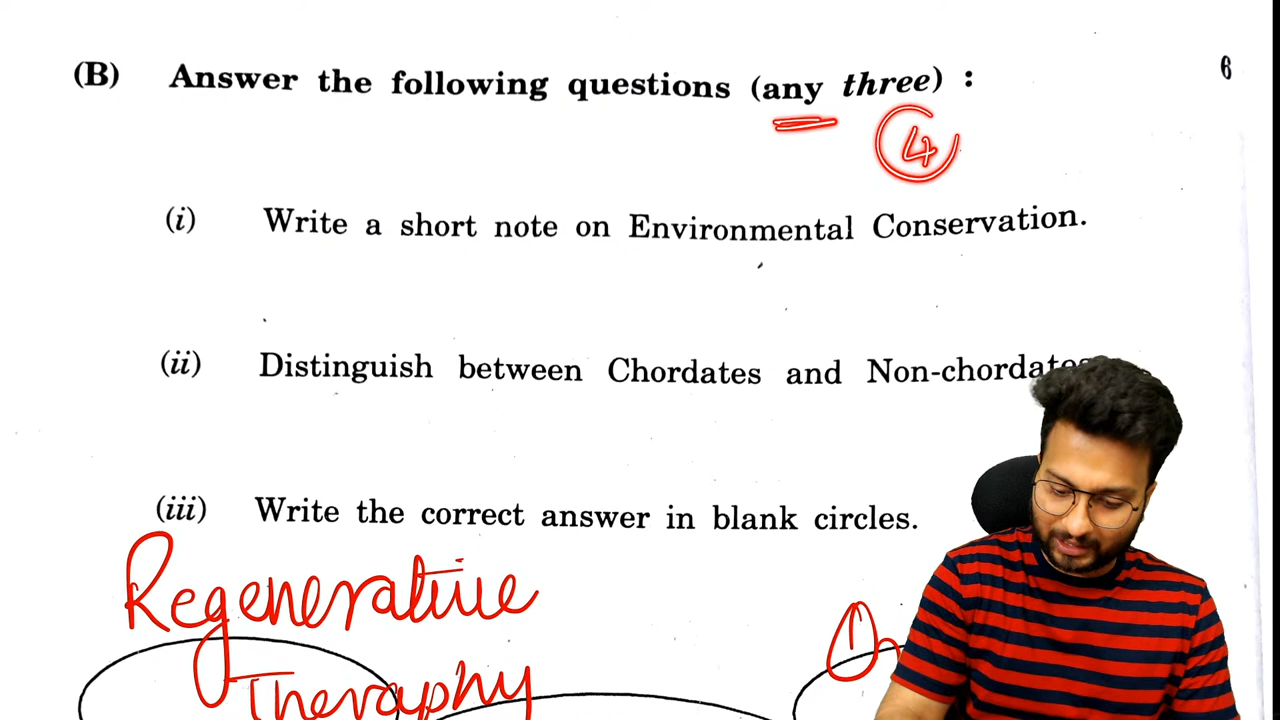 (B) Answer the following questions (any three) : 6
4
(i) Write a short note on Environmental Conservation.
(ii) Distinguish between Chordates and Non-chordates
(iii) Write the correct answer in blank circles.
Regenerative
Theraphy